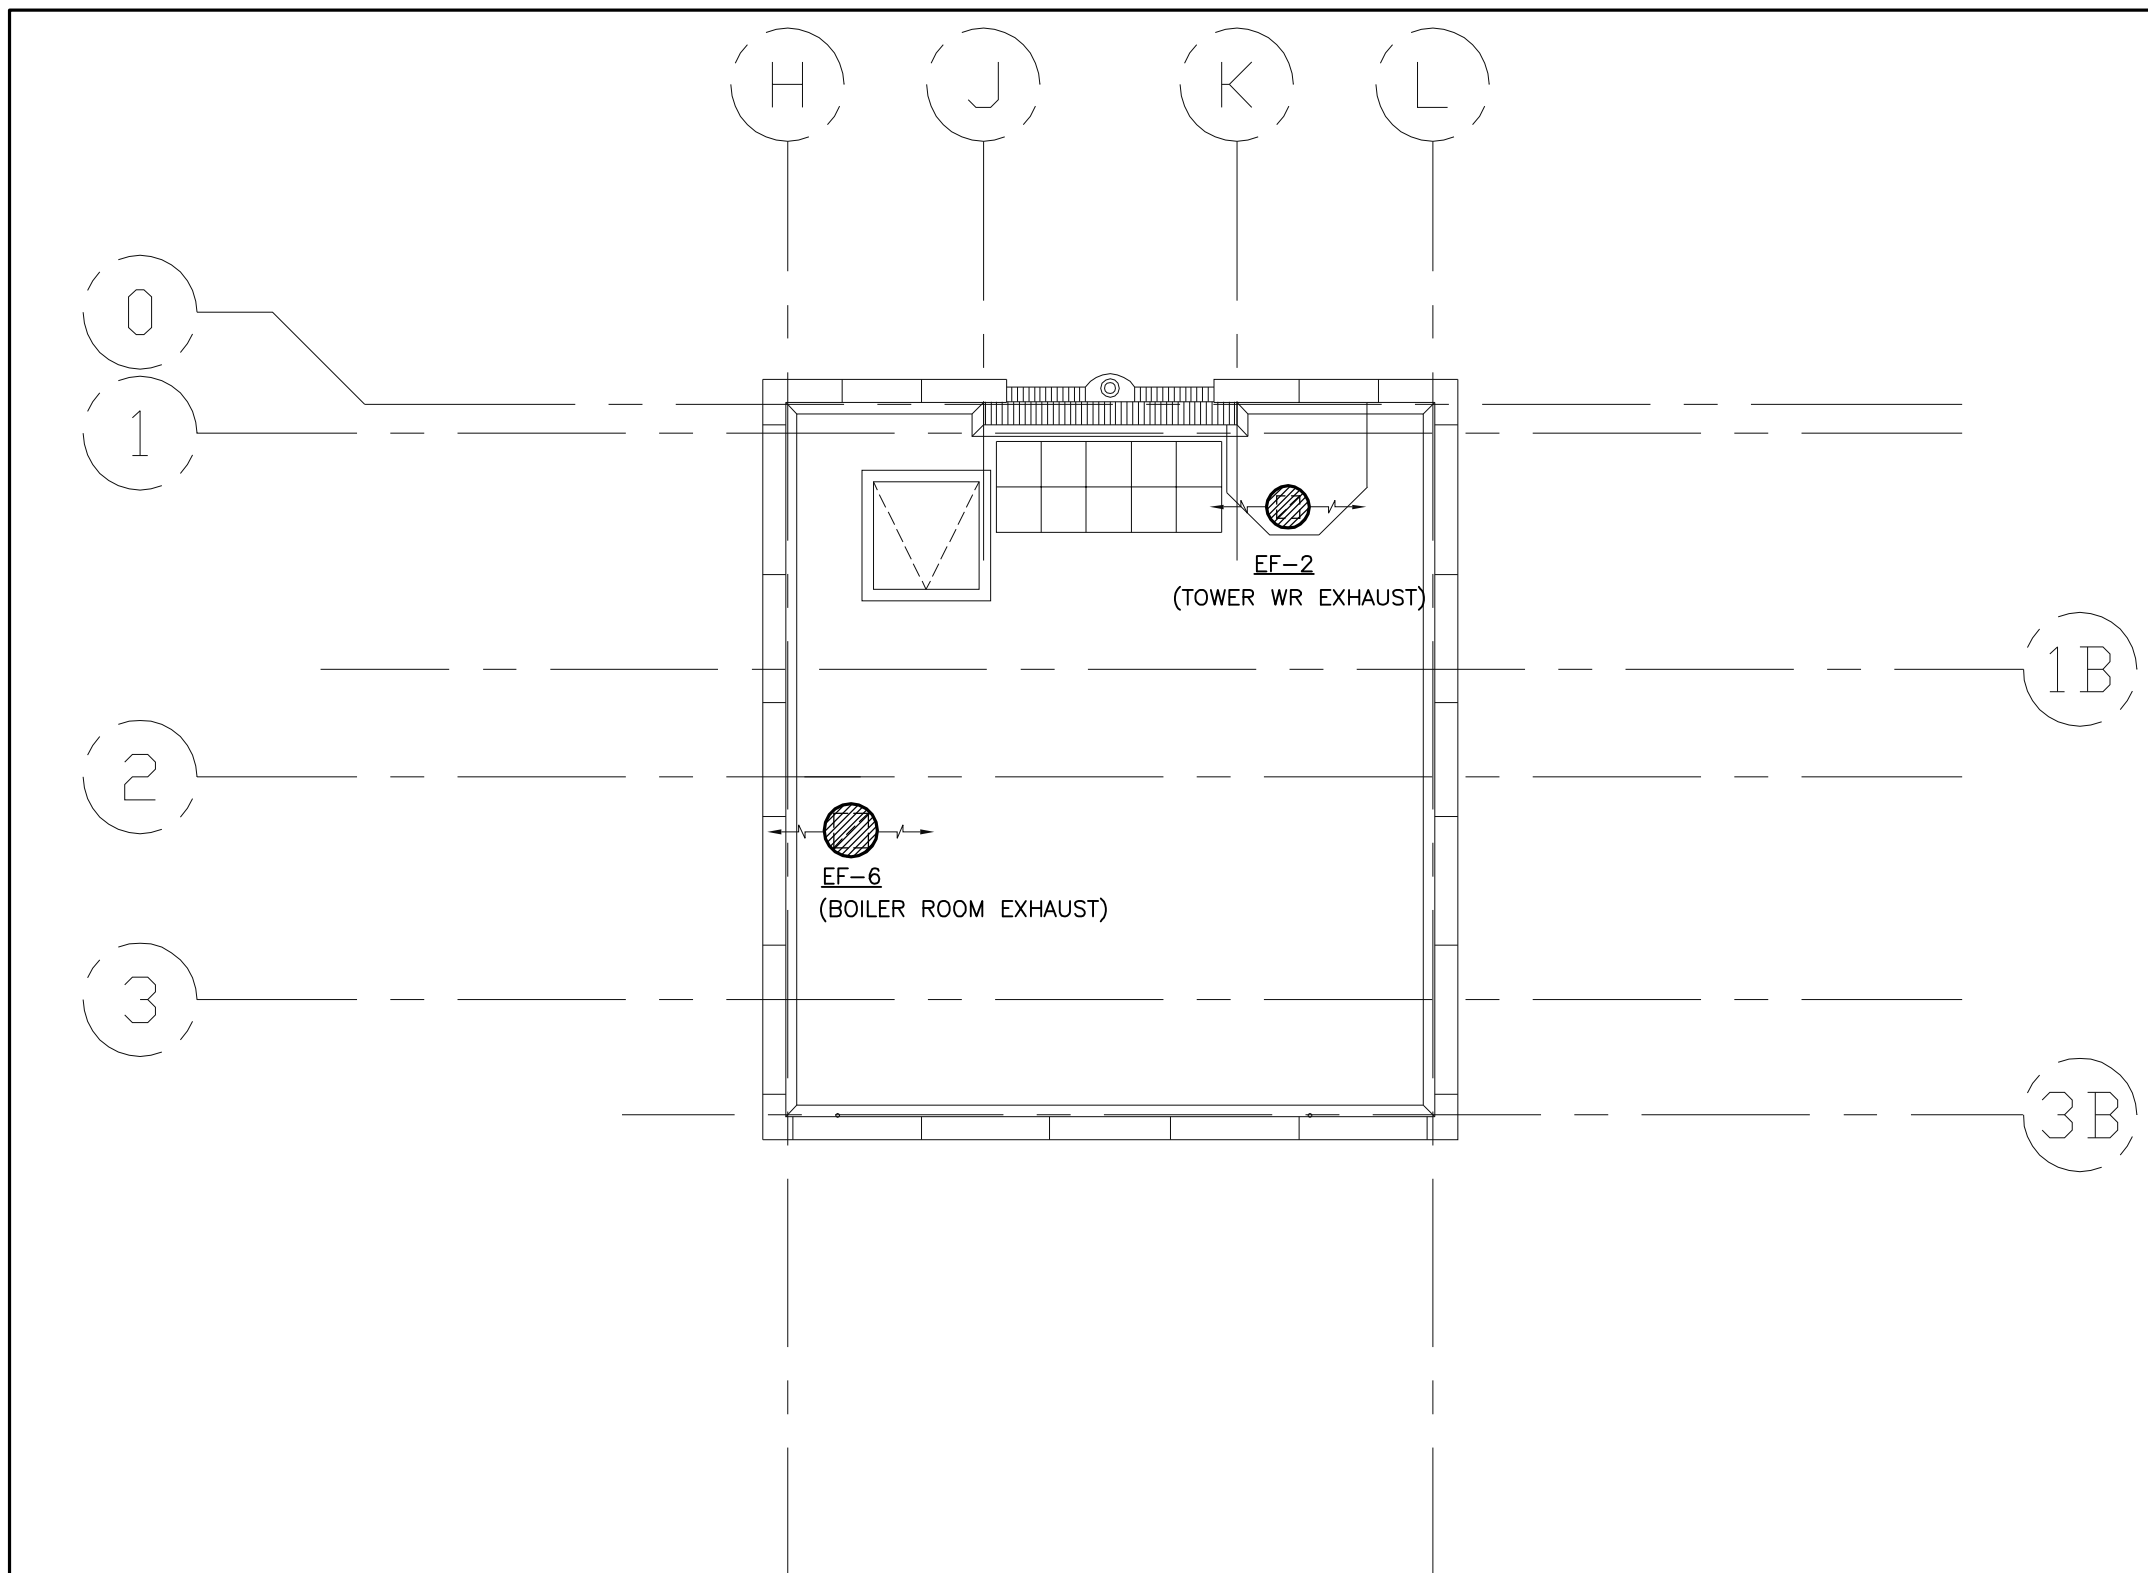 H J K L
0
1
EF-2
(TOWER WR EXHAUST)
1B
2
EF-6
(BOILER ROOM EXHAUST)
3
3B